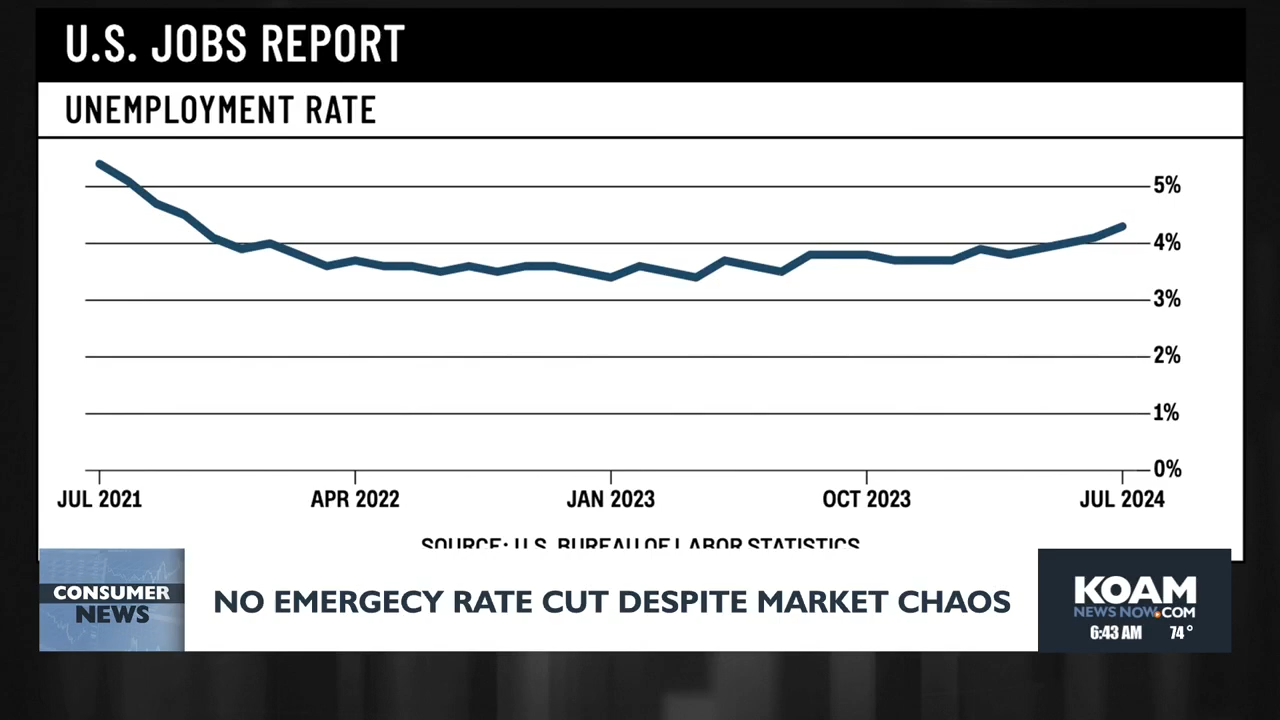 U.S. JOBS REPORT
UNEMPLOYMENT RATE
5%
4%
3%
2%
1%
0%
JUL 2021 APR 2022 JAN 2023 OCT 2023 JUL 2024
SOURCE: U.S. BUREAU OF LABOR STATISTICS
CONSUMER
NEWS
NO EMERGECY RATE CUT DESPITE MARKET CHAOS
KOAM
NEWS NOW.COM
6:43 AM 74°